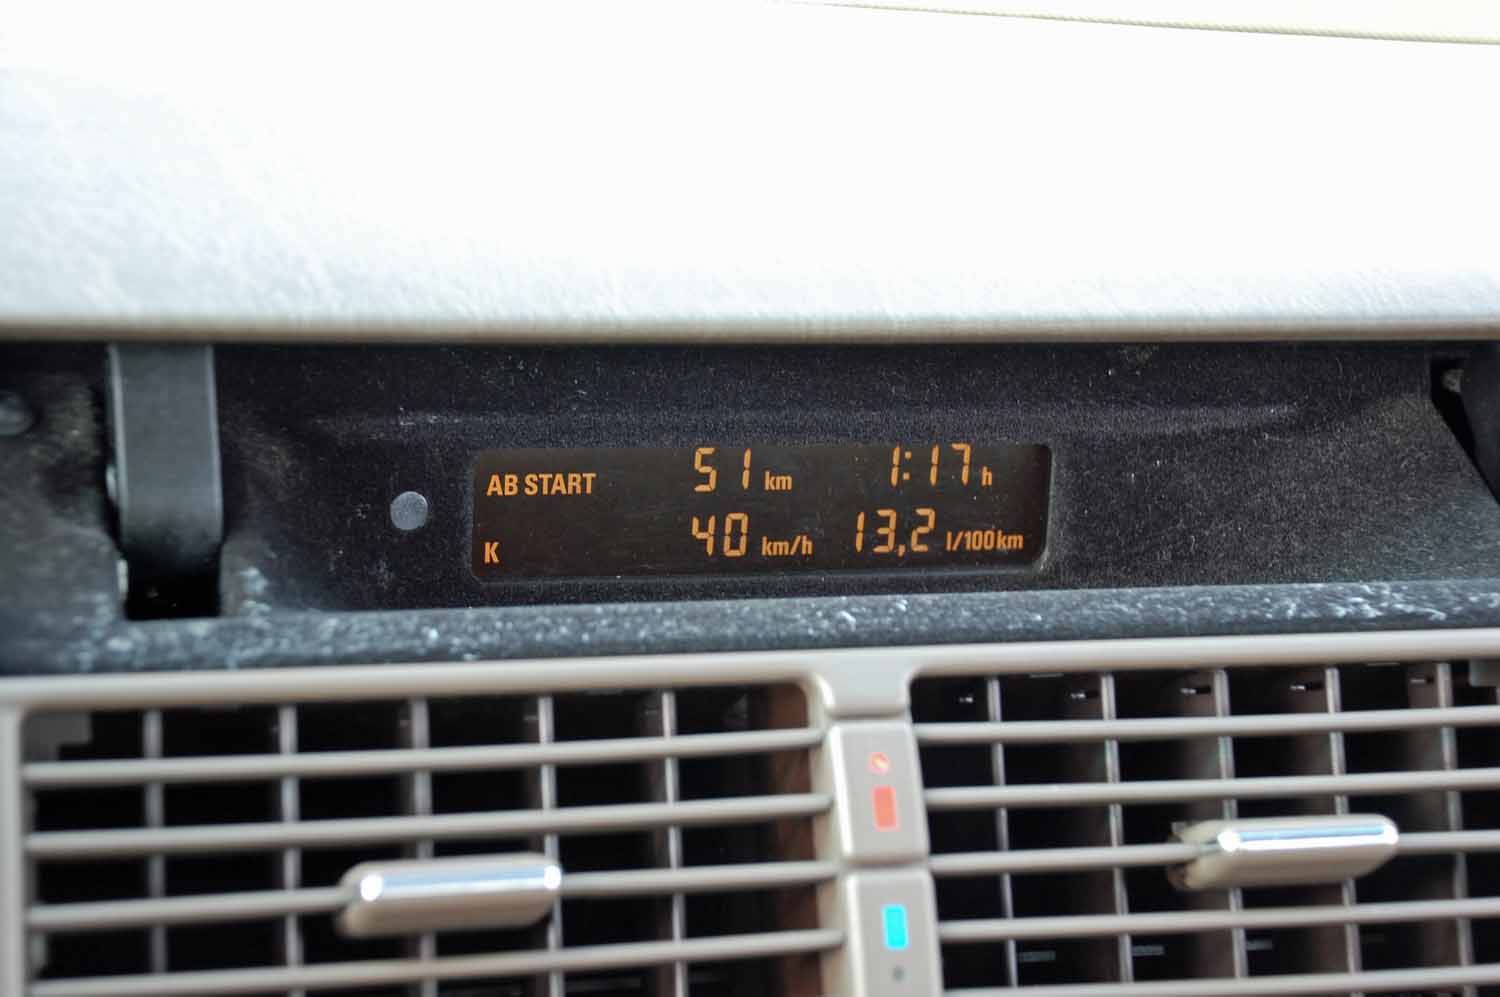 AB START 51 km 1:17 h
K 40 km/h 13,2 l/100km